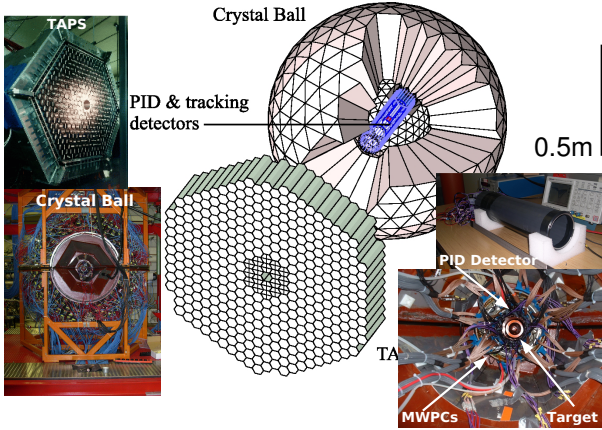 TAPS
Crystal Ball
PID & tracking
detectors
0.5m
Crystal Ball
PID Detector
TA
MWPCs
Target